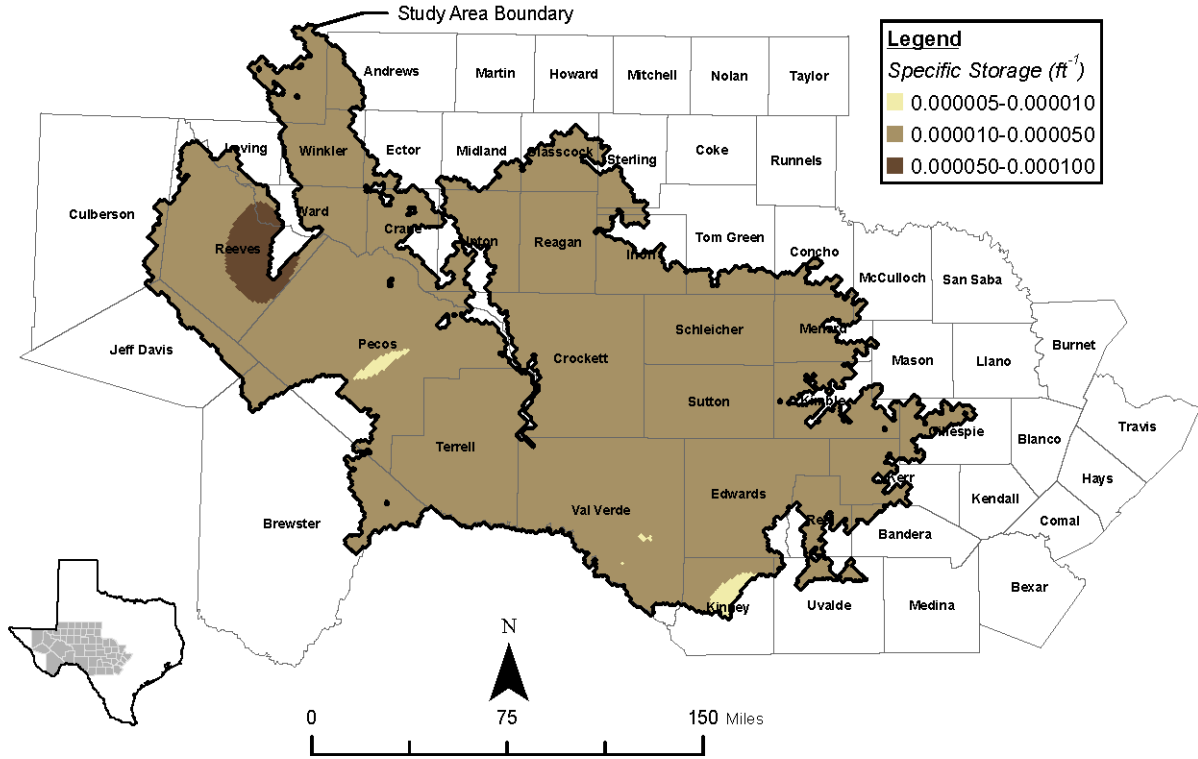 Study Area Boundary
Legend
Specific Storage (ft⁻¹)
0.000005-0.000010
0.000010-0.000050
0.000050-0.000100
Andrews
Martin
Howard
Mitchell
Nolan
Taylor
Loving
Winkler
Ector
Midland
Glasscock
Sterling
Coke
Runnels
Culberson
Ward
Reeves
Crane
Upton
Reagan
Irion
Tom Green
Concho
McCulloch
San Saba
Jeff Davis
Pecos
Crockett
Schleicher
Menard
Mason
Llano
Burnet
Sutton
Kimble
Gillespie
Blanco
Travis
Terrell
Kerr
Hays
Edwards
Kendall
Brewster
Val Verde
Real
Bandera
Comal
Kinney
Uvalde
Medina
Bexar
N
0 75 150 Miles